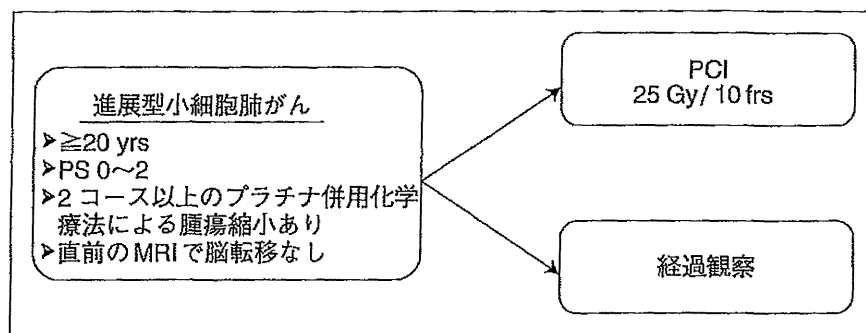 進展型小細胞肺がん
➤≧20 yrs
➤PS 0〜2
➤2 コース以上のプラチナ併用化学
療法による腫瘍縮小あり
➤直前のMRIで脳転移なし
PCI
25 Gy/ 10 frs
経過観察